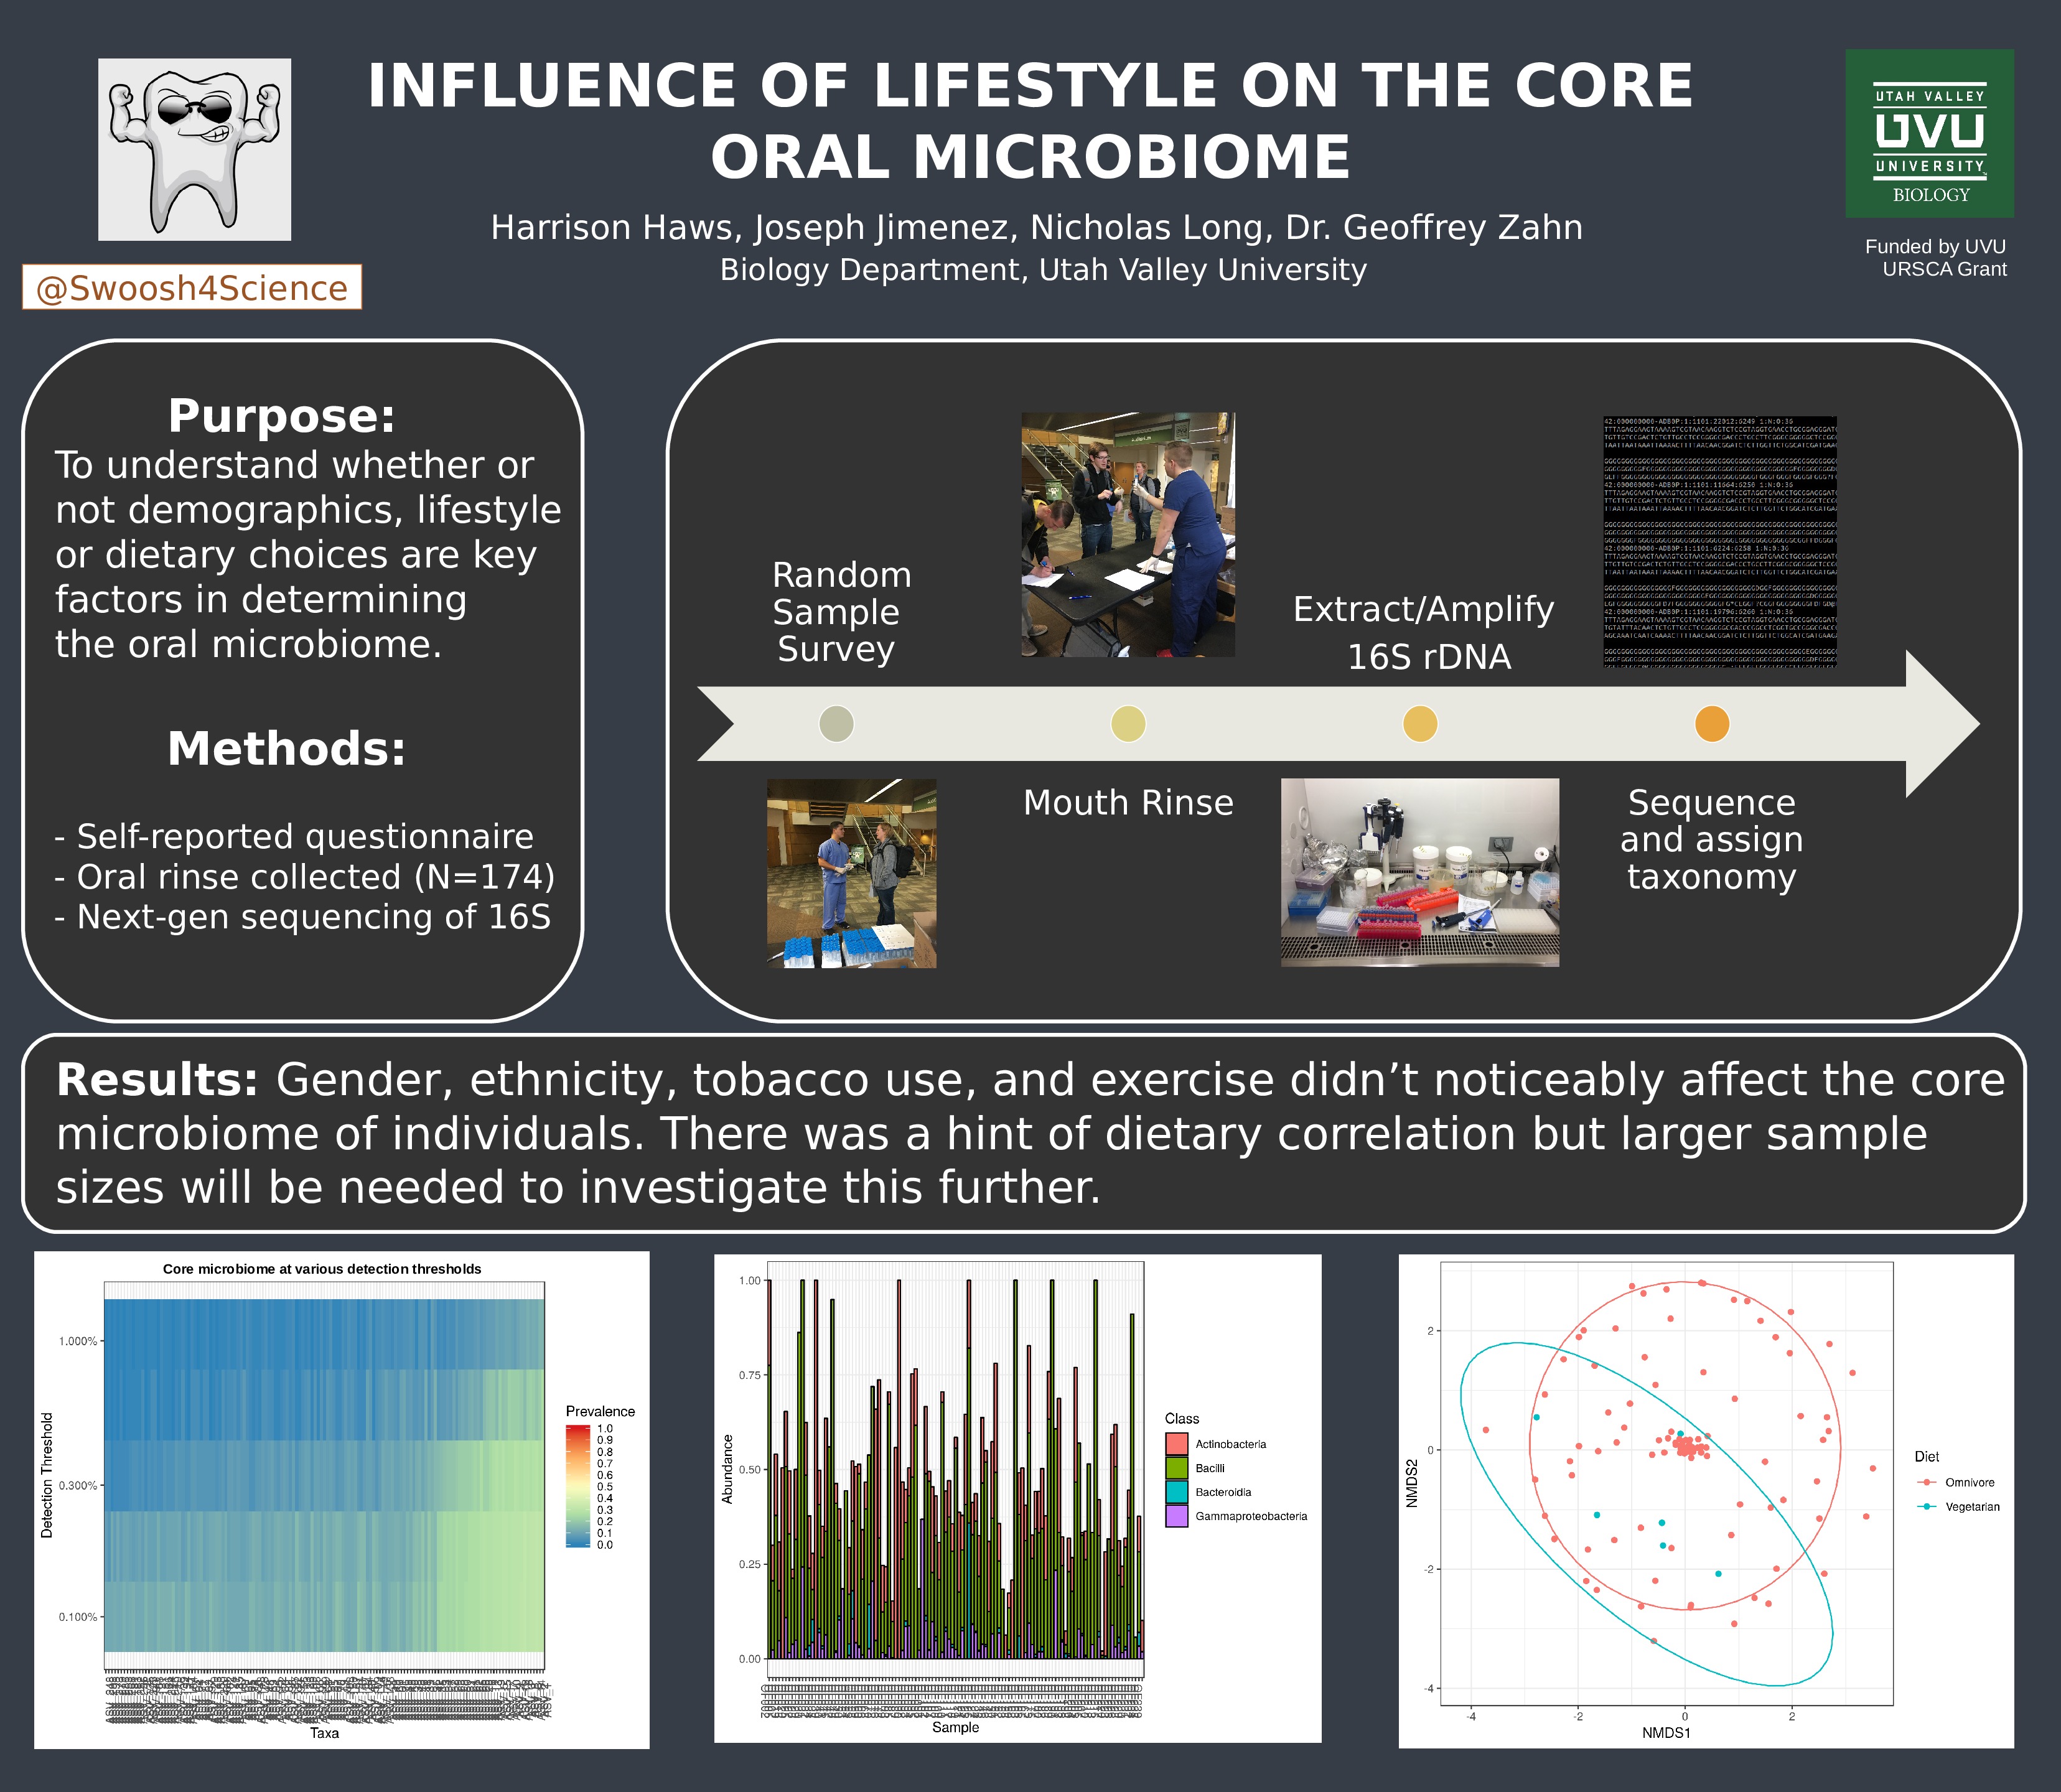 INFLUENCE OF LIFESTYLE ON THE CORE
ORAL MICROBIOME
Harrison Haws, Joseph Jimenez, Nicholas Long, Dr. Geoffrey Zahn
Biology Department, Utah Valley University
@Swoosh4Science
UTAH VALLEY
UVU
UNIVERSITY
BIOLOGY
Funded by UVU
URSCA Grant
Purpose:
To understand whether or
not demographics, lifestyle
or dietary choices are key
factors in determining
the oral microbiome.
Methods:
- Self-reported questionnaire
- Oral rinse collected (N=174)
- Next-gen sequencing of 16S
Random
Sample
Survey
Mouth Rinse
Extract/Amplify
16S rDNA
Sequence
and assign
taxonomy
Results: Gender, ethnicity, tobacco use, and exercise didn’t noticeably affect the core
microbiome of individuals. There was a hint of dietary correlation but larger sample
sizes will be needed to investigate this further.
Core microbiome at various detection thresholds
Detection Threshold
1.000%
0.300%
0.100%
Taxa
Prevalence
1.0
0.9
0.8
0.7
0.6
0.5
0.4
0.3
0.2
0.1
0.0
Abundance
1.00
0.75
0.50
0.25
0.00
Sample
Class
Actinobacteria
Bacilli
Bacteroidia
Gammaproteobacteria
NMDS2
2
0
-2
-4
-4 -2 0 2
NMDS1
Diet
Omnivore
Vegetarian